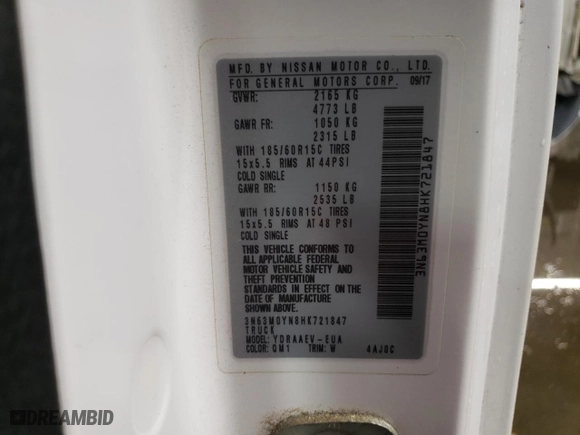 MFD. BY NISSAN MOTOR CO., LTD.
FOR GENERAL MOTORS CORP. 09/17
GVWR: 2165 KG
4773 LB
GAWR FR: 1050 KG
2315 LB
WITH 185/60R15C TIRES
15x5.5 RIMS AT 44PSI
COLD SINGLE
GAWR RR: 1150 KG
2535 LB
WITH 185/60R15C TIRES
15x5.5 RIMS AT 48 PSI
COLD SINGLE
THIS VEHICLE CONFORMS TO
ALL APPLICABLE FEDERAL
MOTOR VEHICLE SAFETY AND
THEFT PREVENTION
STANDARDS IN EFFECT ON THE
DATE OF MANUFACTURE
SHOWN ABOVE.
3N63M0YN8HK721847
TRUCK
MODEL: YDRAAEV-EUA
COLOR: QM1 TRIM: W 4AJ0C
3N63M0YN8HK721847
DREAMBID